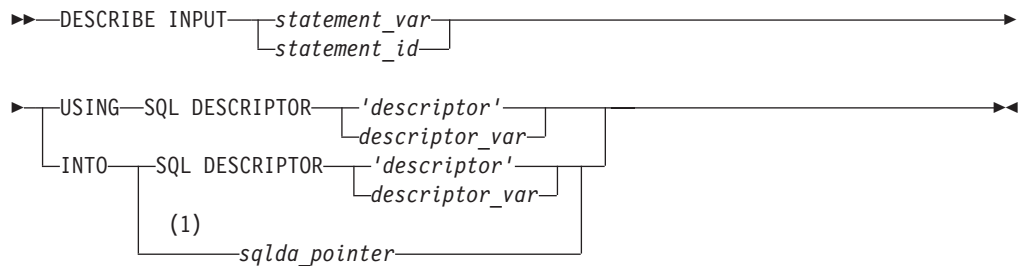 DESCRIBE INPUT statement_var
statement_id
USING SQL DESCRIPTOR 'descriptor'
descriptor_var
INTO SQL DESCRIPTOR 'descriptor'
descriptor_var
(1)
sqlda_pointer